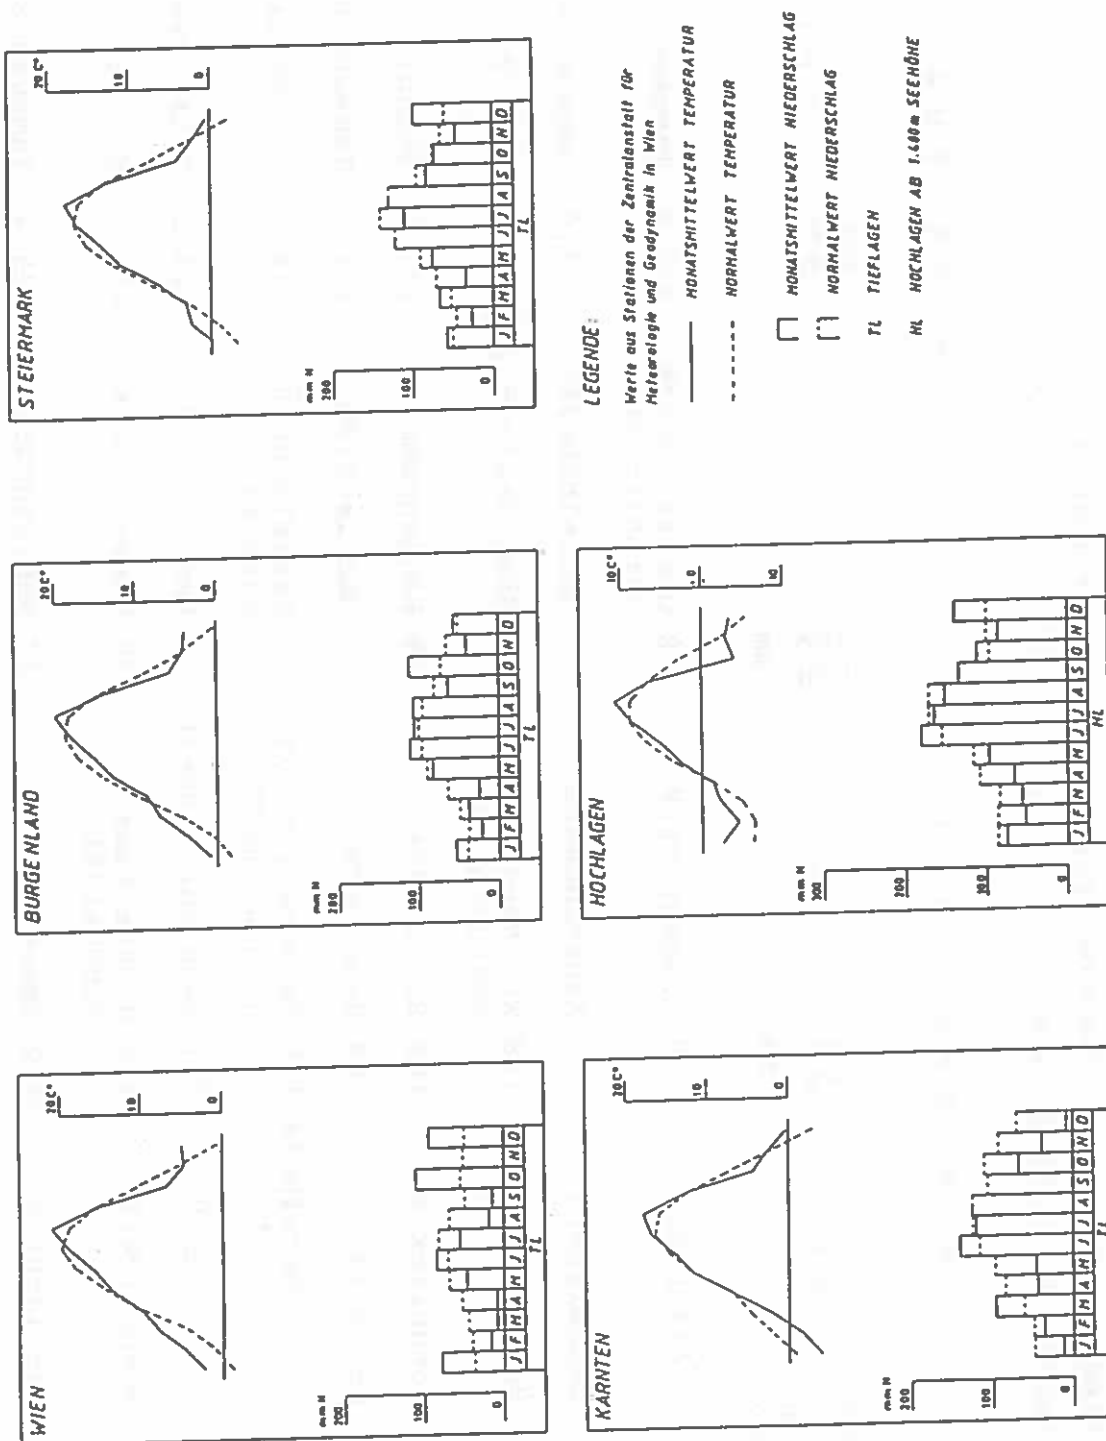 WIEN
20 C°
10
0
mm N
200
100
0
J F M A M J J A S O N D
TL
BURGENLAND
20 C°
10
0
mm N
200
100
0
J F M A M J J A S O N D
TL
STEIERMARK
20 C°
10
0
mm N
200
100
0
J F M A M J J A S O N D
TL
KÄRNTEN
20 C°
10
0
mm N
200
100
0
J F M A M J J A S O N D
TL
HOCHLAGEN
10 C°
0
10
mm N
300
200
100
0
J F M A M J J A S O N D
HL
LEGENDE:
Werte aus Stationen der Zentralanstalt für
Meteorologie und Geodynamik in Wien
MONATSMITTELWERT TEMPERATUR
NORMALWERT TEMPERATUR
MONATSMITTELWERT NIEDERSCHLAG
NORMALWERT NIEDERSCHLAG
TL TIEFLAGEN
HL HOCHLAGEN AB 1.400m SEEHÖHE